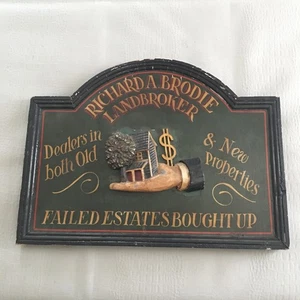 RICHARD A BRODIE
LANDBROKER
Dealers in
both Old
$
& New
properties
FAILED ESTATES BOUGHT UP